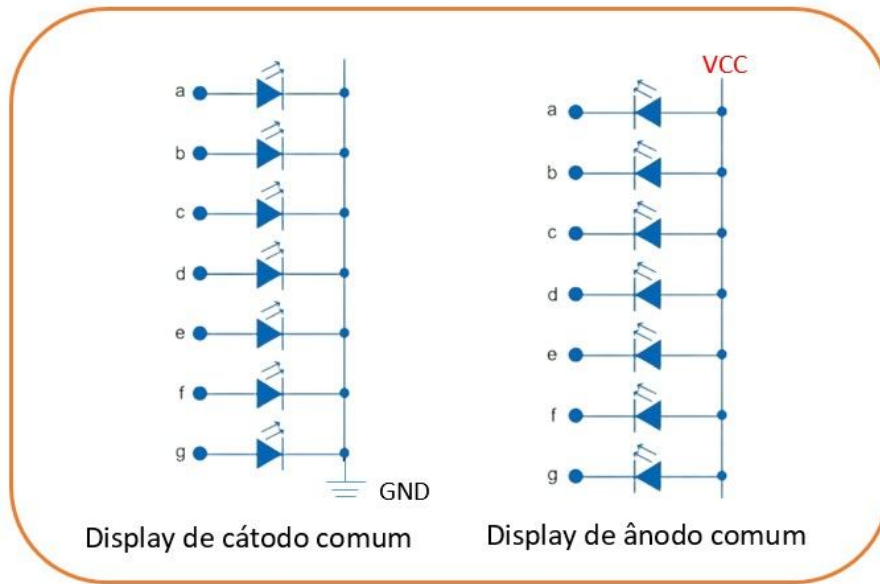 a
b
c
d
e
f
g
GND
Display de cátodo comum
VCC
a
b
c
d
e
f
g
Display de ânodo comum